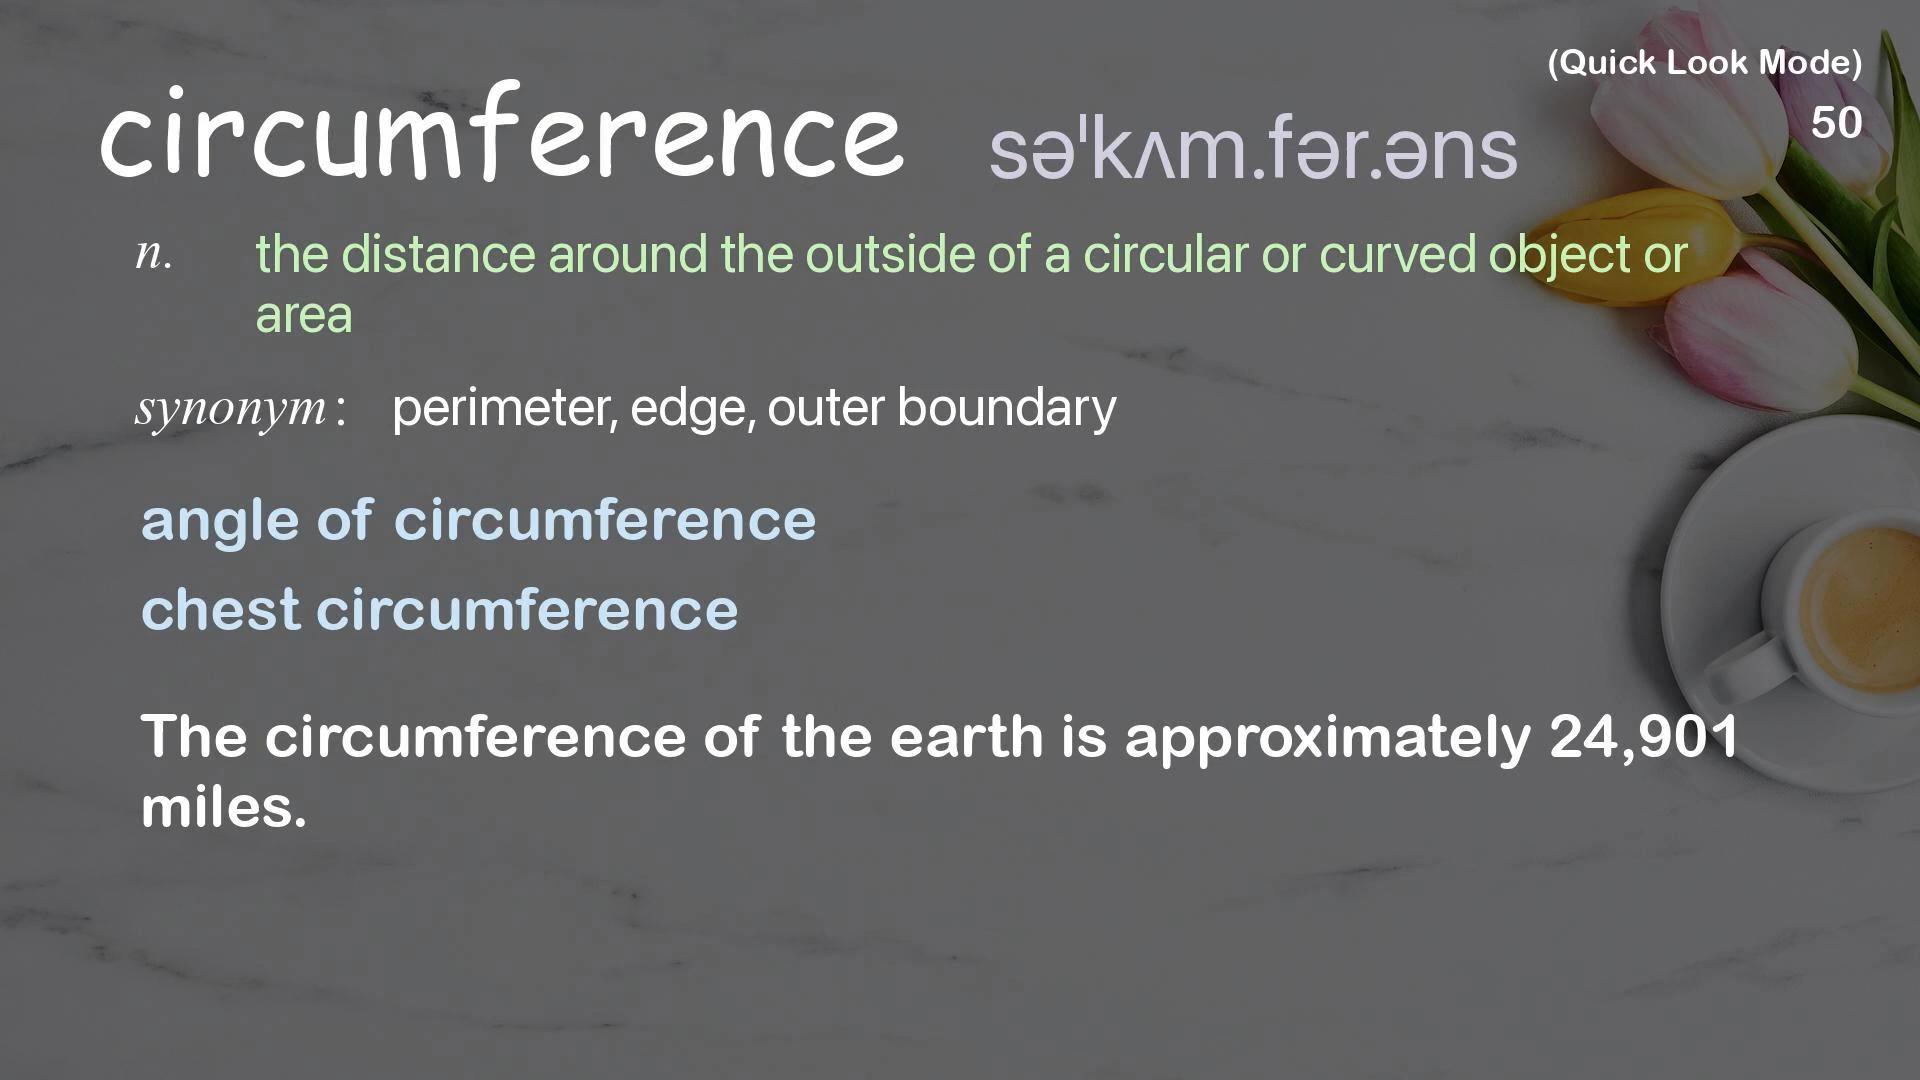 (Quick Look Mode)
50
circumference səˈkʌm.fər.əns
n. the distance around the outside of a circular or curved object or
area
synonym: perimeter, edge, outer boundary
angle of circumference
chest circumference
The circumference of the earth is approximately 24,901
miles.